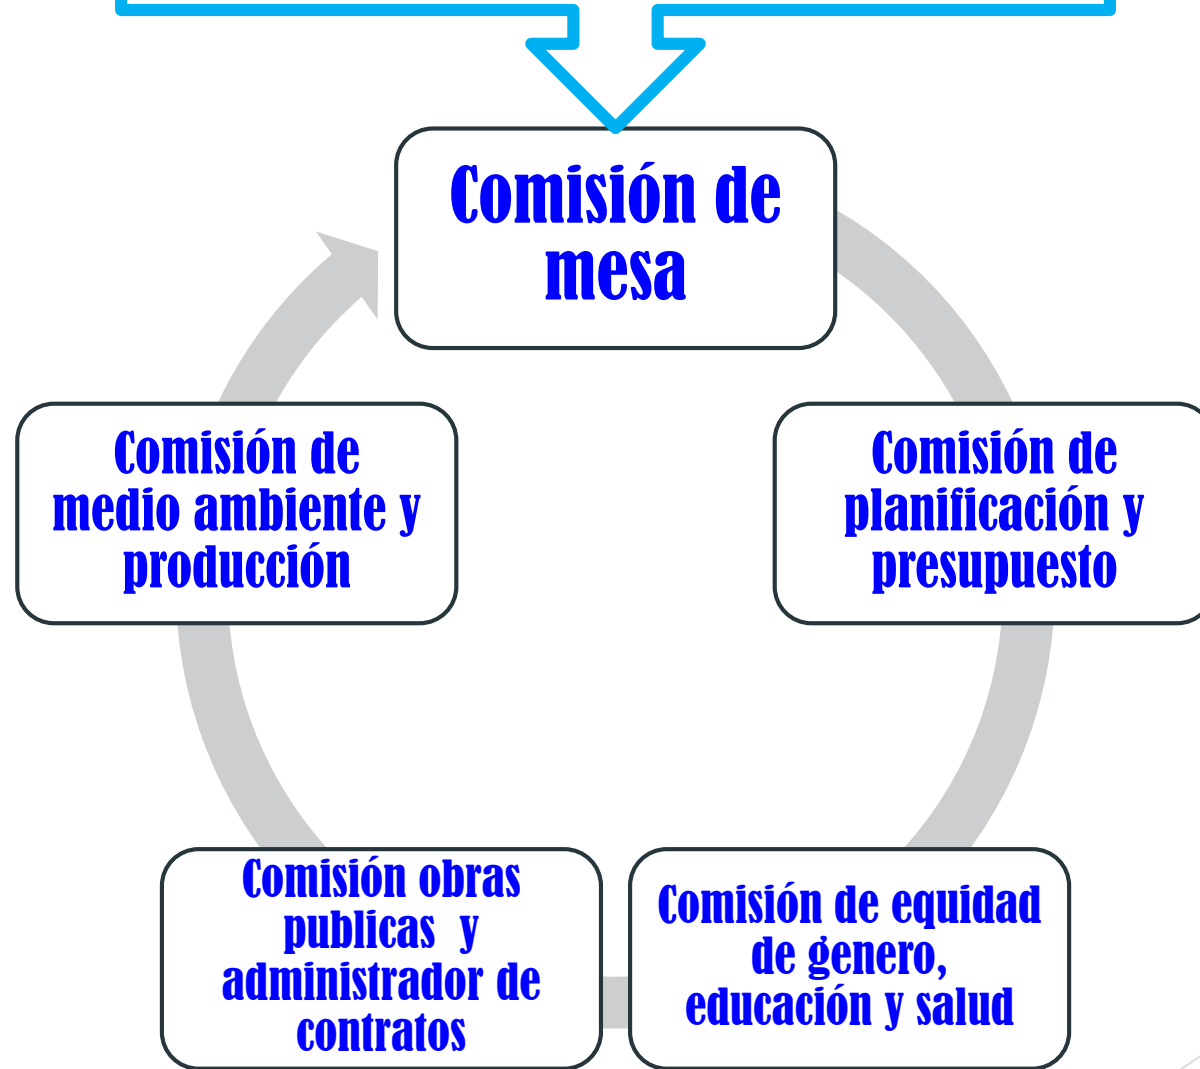 Comisión de
mesa
Comisión de
planificación y
presupuesto
Comisión de equidad
de genero,
educación y salud
Comisión obras
publicas y
administrador de
contratos
Comisión de
medio ambiente y
producción